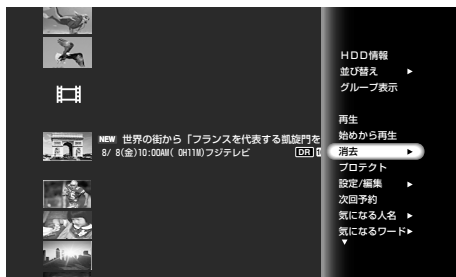 HDD情報
並び替え ▶
グループ表示
NEW 世界の街から「フランスを代表する凱旋門を
8/ 8(金)10:00AM( 0H11M)フジテレビ DR
再生
始めから再生
消去 ▶
プロテクト
設定/編集 ▶
次回予約
気になる人名 ▶
気になるワード▶
▼